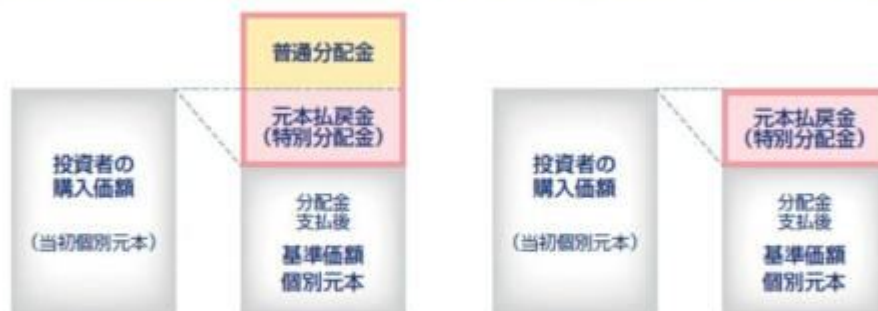 普通分配金
元本払戻金
(特別分配金)
投資者の
購入価額
(当初個別元本)
分配金
支払後
基準価額
個別元本
元本払戻金
(特別分配金)
投資者の
購入価額
(当初個別元本)
分配金
支払後
基準価額
個別元本